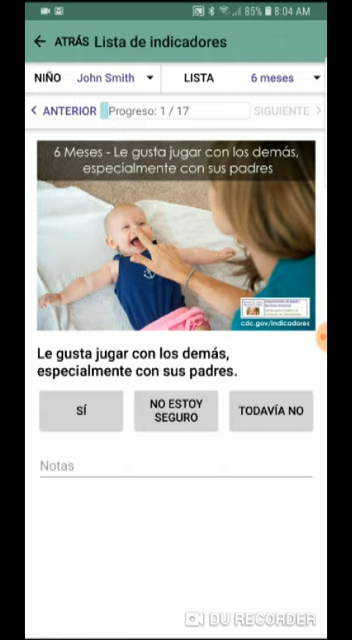 85% 8:04 AM
ATRÁS Lista de indicadores
NIÑO John Smith LISTA 6 meses
ANTERIOR Progreso: 1 / 17 SIGUIENTE
6 Meses - Le gusta jugar con los demás,
especialmente con sus padres
cdc.gov/Indicadores
Le gusta jugar con los demás,
especialmente con sus padres.
SÍ
NO ESTOY
SEGURO
TODAVÍA NO
Notas
DU RECORDER